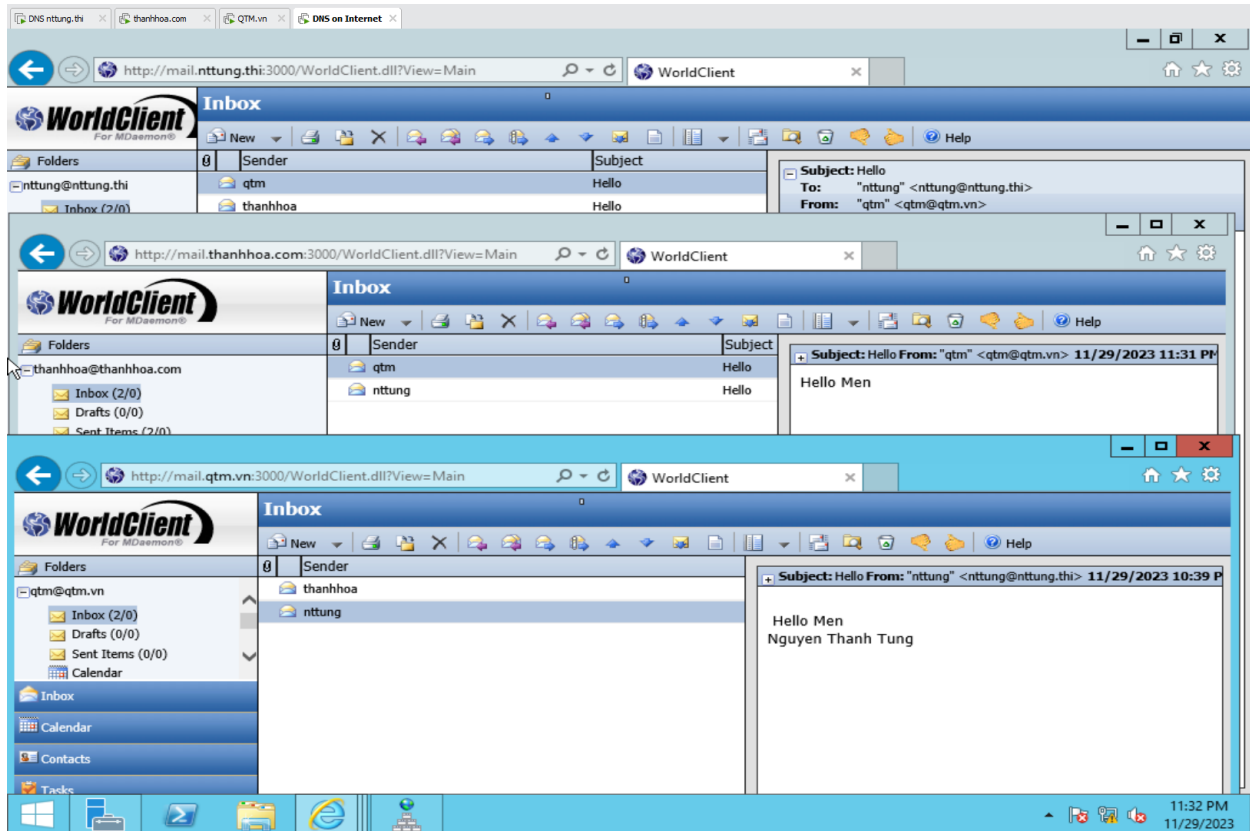 DNS nttung.thi thanhhoa.com QTM.vn DNS on Internet
http://mail.nttung.thi:3000/WorldClient.dll?View=Main WorldClient
WorldClient
For MDaemon®
Inbox
New Help
Folders Sender Subject
nttung@nttung.thi
Inbox (2/0)
qtm Hello
thanhhoa Hello
Subject: Hello
To: "nttung" <nttung@nttung.thi>
From: "qtm" <qtm@qtm.vn>
http://mail.thanhhoa.com:3000/WorldClient.dll?View=Main WorldClient
WorldClient
For MDaemon®
Inbox
New Help
Folders Sender Subject
thanhhoa@thanhhoa.com
Inbox (2/0)
Drafts (0/0)
Sent Items (2/0)
qtm Hello
nttung Hello
Subject: Hello From: "qtm" <qtm@qtm.vn> 11/29/2023 11:31 PM
Hello Men
http://mail.qtm.vn:3000/WorldClient.dll?View=Main WorldClient
WorldClient
For MDaemon®
Inbox
New Help
Folders Sender
qtm@qtm.vn
Inbox (2/0)
Drafts (0/0)
Sent Items (0/0)
Calendar
Inbox
Calendar
Contacts
Tasks
thanhhoa
nttung
Subject: Hello From: "nttung" <nttung@nttung.thi> 11/29/2023 10:39 P
Hello Men
Nguyen Thanh Tung
11:32 PM
11/29/2023